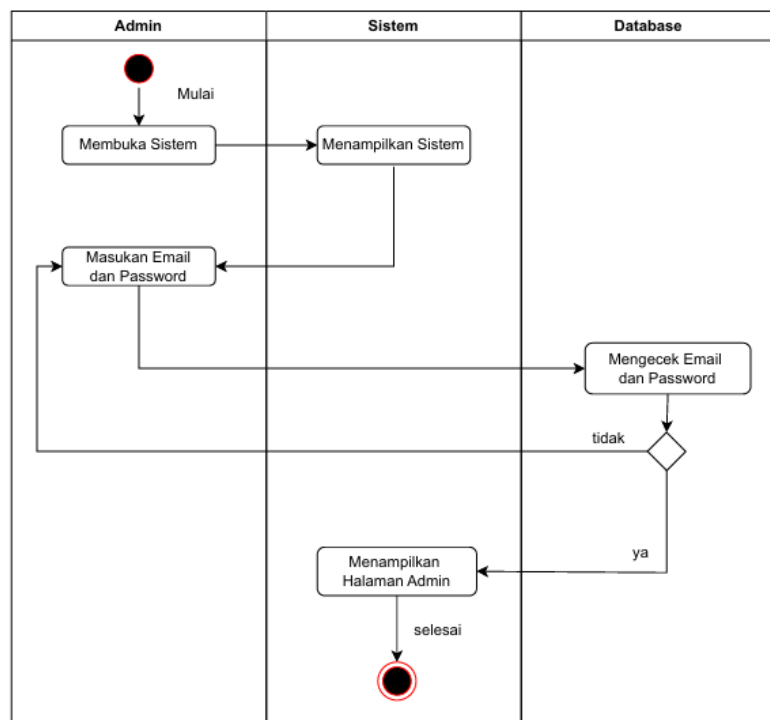 Admin
Sistem
Database
Mulai
Membuka Sistem
Menampilkan Sistem
Masukan Email
dan Password
Mengecek Email
dan Password
tidak
ya
Menampilkan
Halaman Admin
selesai